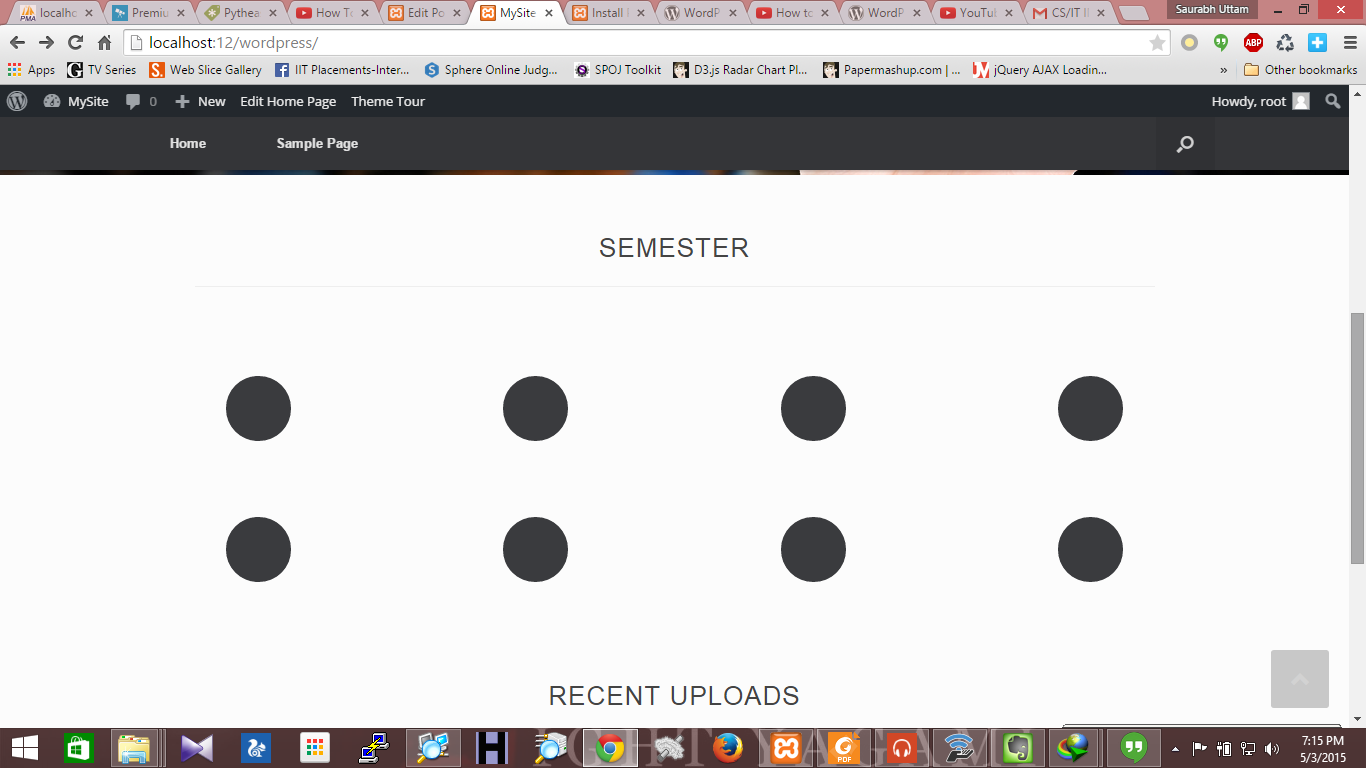 localho
Premiu
Pythea
How To
Edit Po
MySite
Install
WordP
How to
WordP
YouTub
CS/IT I
Saurabh Uttam
localhost:12/wordpress/
Apps
TV Series
Web Slice Gallery
IIT Placements-Inter...
Sphere Online Judg...
SPOJ Toolkit
D3.js Radar Chart Pl...
Papermashup.com | ...
jQuery AJAX Loadin...
»
Other bookmarks
MySite
0
New
Edit Home Page
Theme Tour
Howdy, root
Home
Sample Page
SEMESTER
RECENT UPLOADS
7:15 PM
5/3/2015